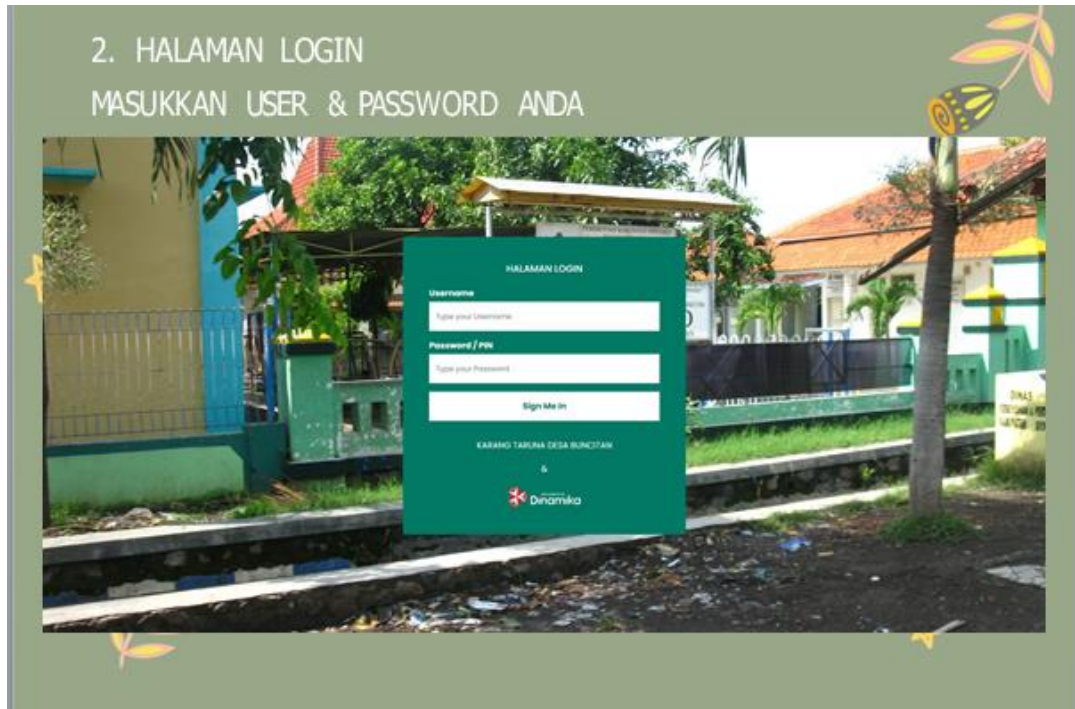 2. HALAMAN LOGIN
MASUKKAN USER & PASSWORD ANDA
HALAMAN LOGIN
Username
Type your Username
Password / PIN
Type your Password
Sign Me In
KARANG TARUNA DESA BUNCITAN
&
Dinamika
DINAS